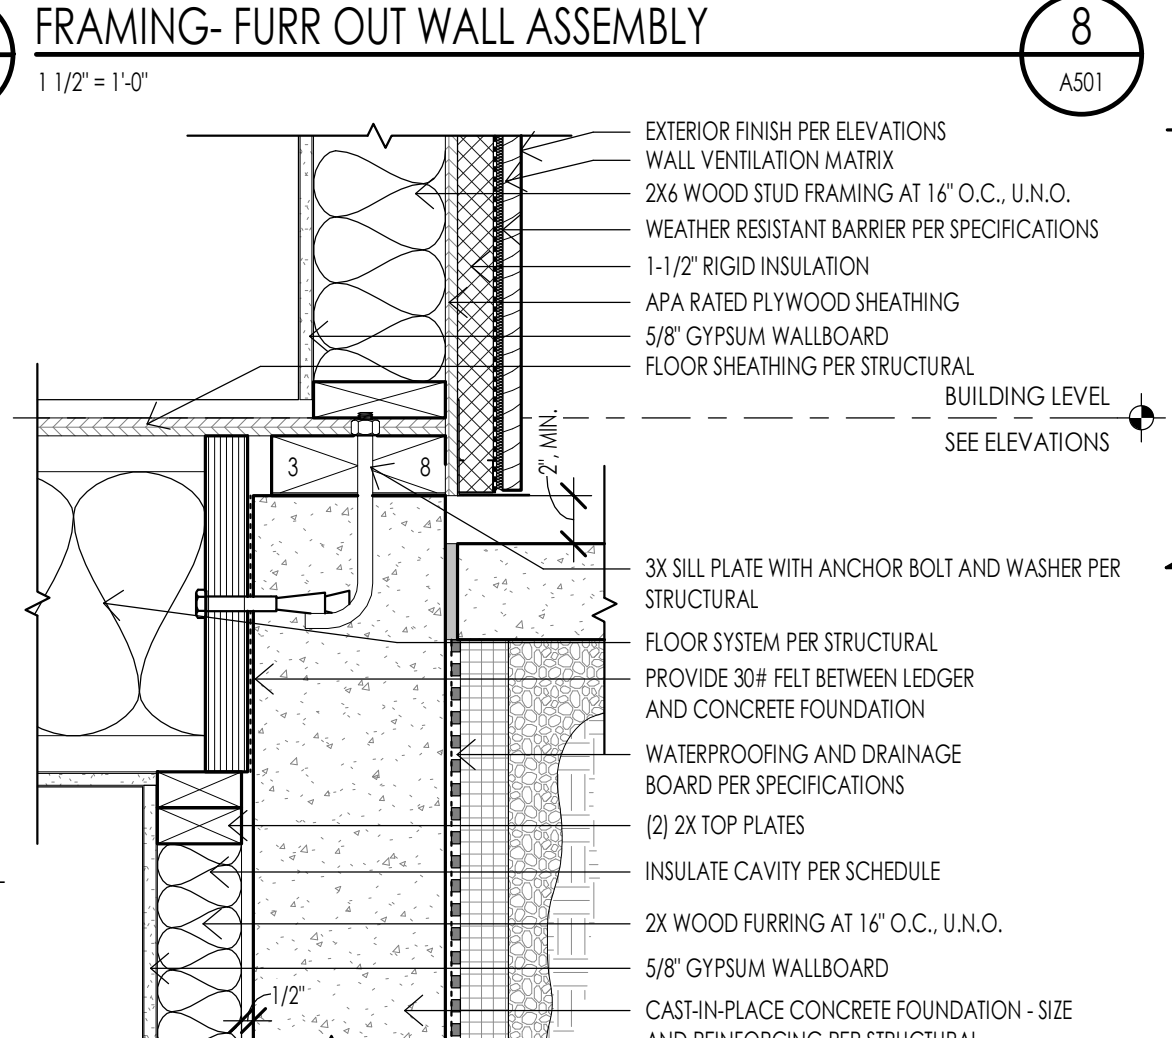 FRAMING- FURR OUT WALL ASSEMBLY
8
1 1/2" = 1'-0"
A501
EXTERIOR FINISH PER ELEVATIONS
WALL VENTILATION MATRIX
2X6 WOOD STUD FRAMING AT 16" O.C., U.N.O.
WEATHER RESISTANT BARRIER PER SPECIFICATIONS
1-1/2" RIGID INSULATION
APA RATED PLYWOOD SHEATHING
5/8" GYPSUM WALLBOARD
FLOOR SHEATHING PER STRUCTURAL
BUILDING LEVEL
SEE ELEVATIONS
2", MIN.
3 8
3X SILL PLATE WITH ANCHOR BOLT AND WASHER PER
STRUCTURAL
FLOOR SYSTEM PER STRUCTURAL
PROVIDE 30# FELT BETWEEN LEDGER
AND CONCRETE FOUNDATION
WATERPROOFING AND DRAINAGE
BOARD PER SPECIFICATIONS
(2) 2X TOP PLATES
INSULATE CAVITY PER SCHEDULE
2X WOOD FURRING AT 16" O.C., U.N.O.
5/8" GYPSUM WALLBOARD
1/2"
CAST-IN-PLACE CONCRETE FOUNDATION - SIZE
AND REINFORCING PER STRUCTURAL